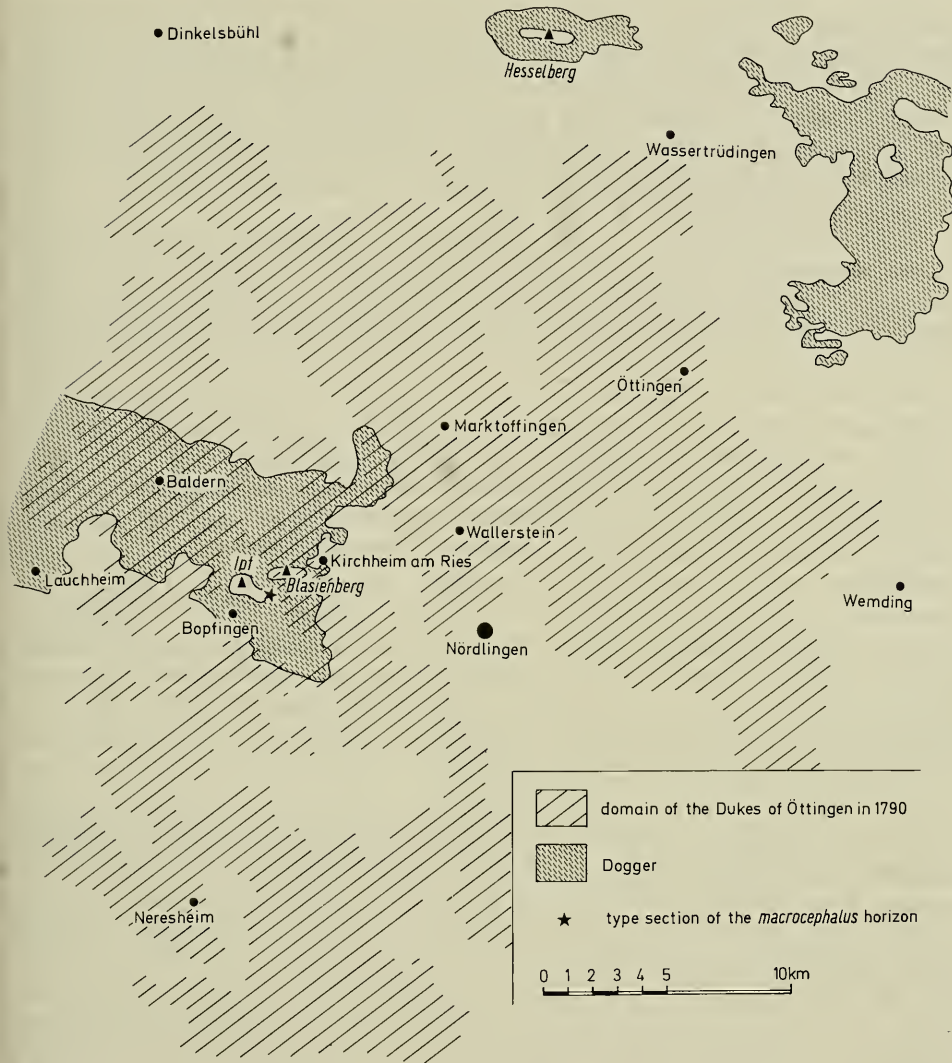 Dinkelsbühl
Hesselberg
Wassertrüdingen
Öttingen
Marktoffingen
Baldern
Wallerstein
Ipf
Kirchheim am Ries
Lauchheim
Blasienberg
Wemding
Bopfingen
Nördlingen
domain of the Dukes of Öttingen in 1790
Dogger
type section of the macrocephalus horizon
Neresheim
0 1 2 3 4 5 10km